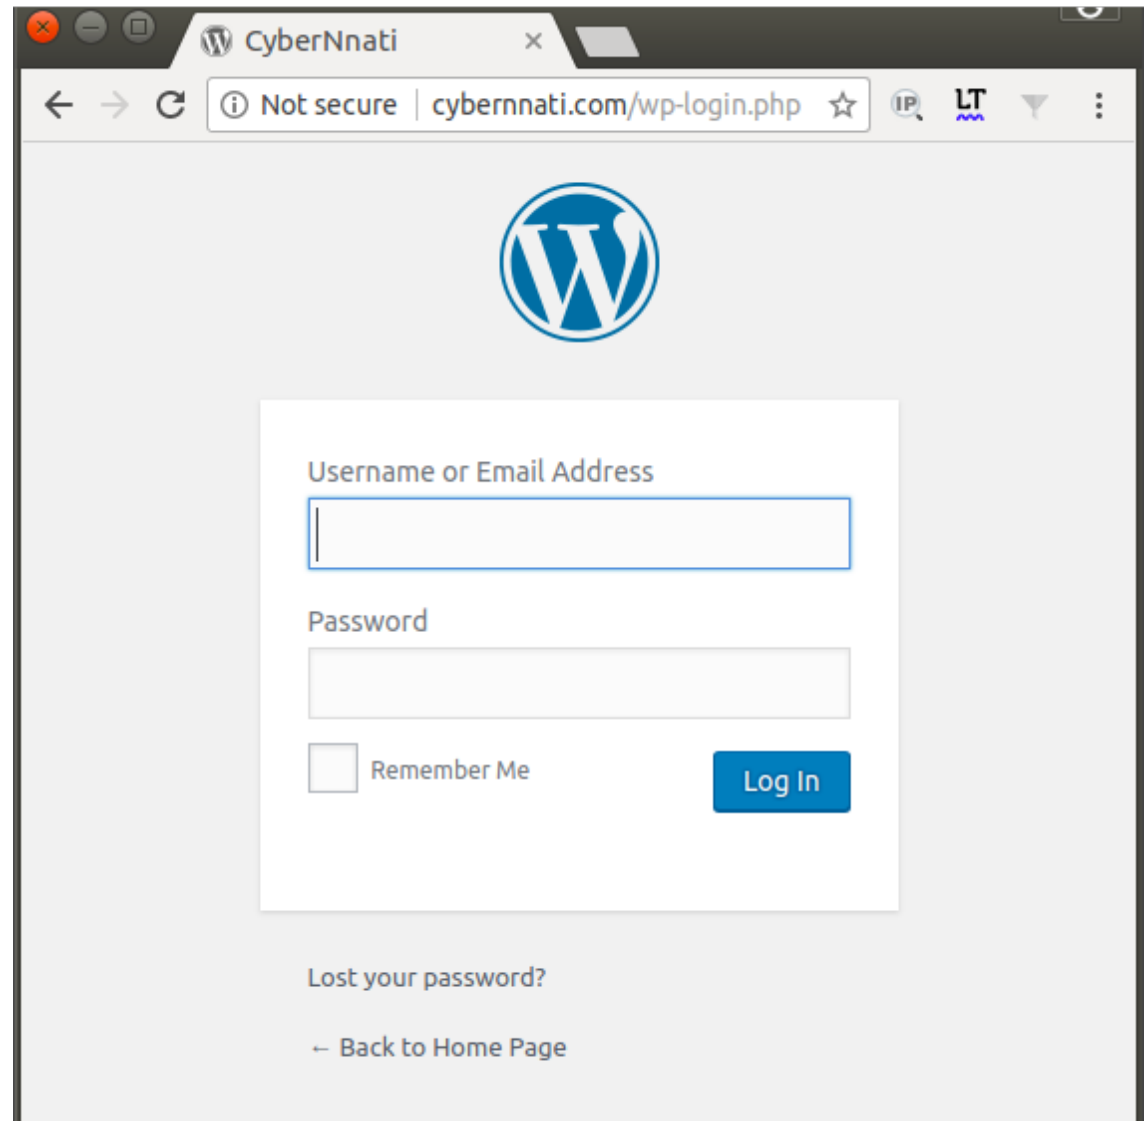 CyberNnati
Not secure | cybernnati.com/wp-login.php
IP
LT
W
Username or Email Address
Password
Remember Me
Log In
Lost your password?
← Back to Home Page